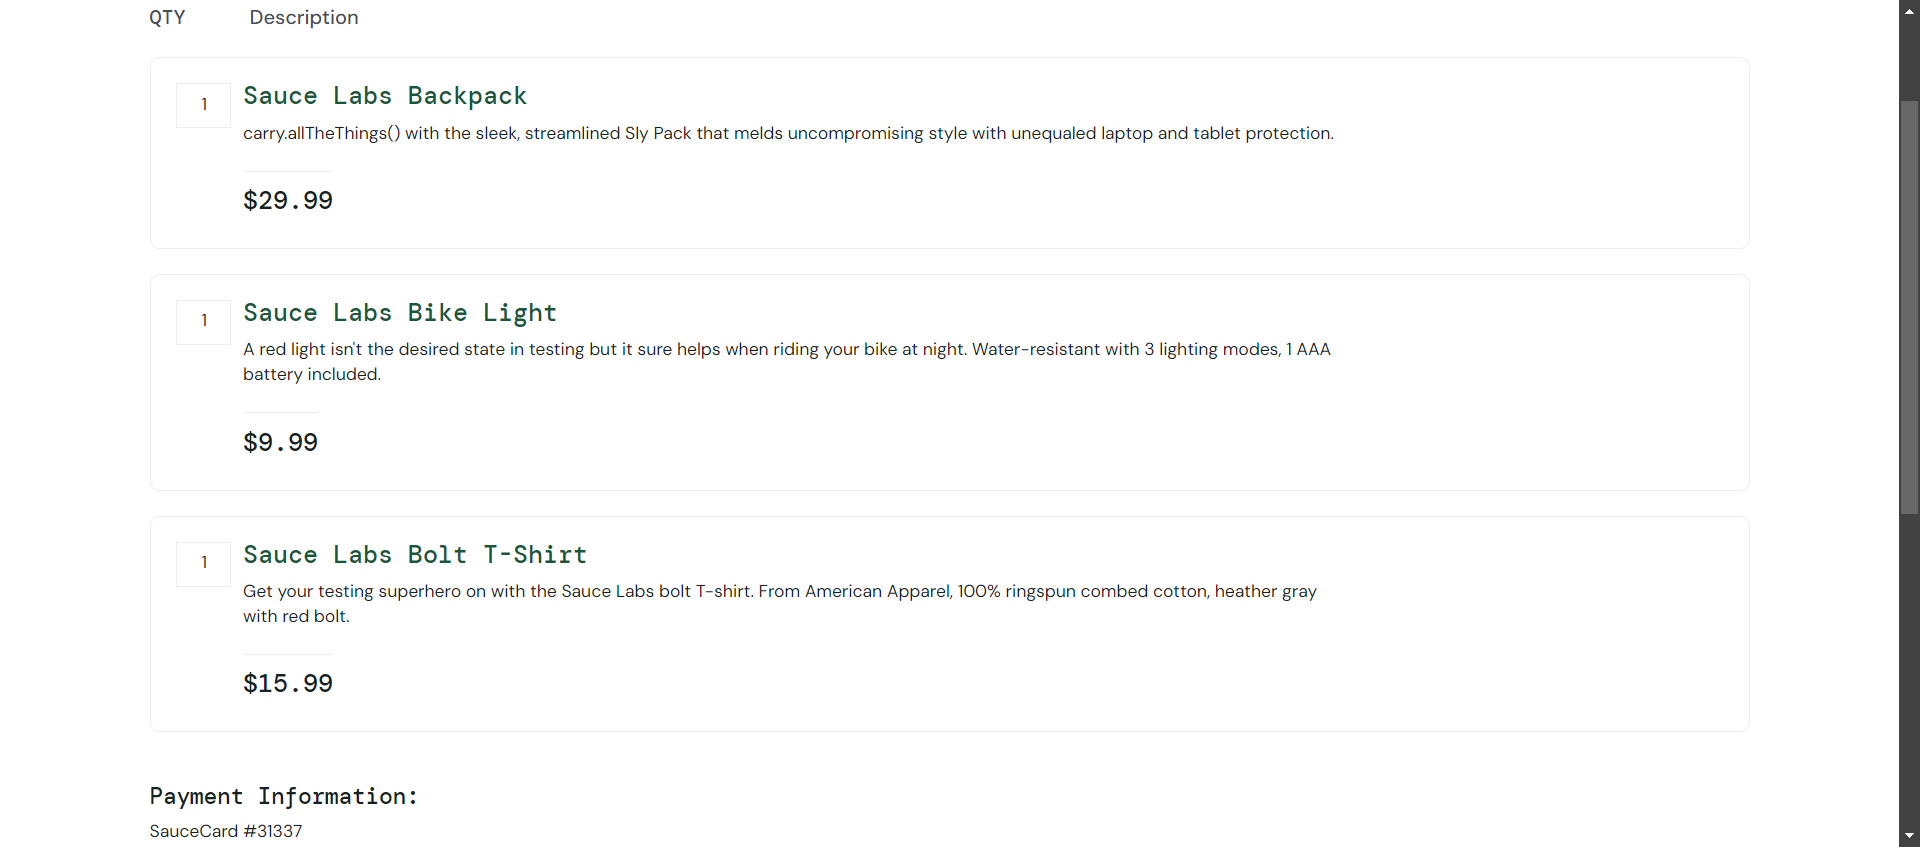 QTY Description
1 Sauce Labs Backpack
carry.allTheThings() with the sleek, streamlined Sly Pack that melds uncompromising style with unequaled laptop and tablet protection.
$29.99
1 Sauce Labs Bike Light
A red light isn't the desired state in testing but it sure helps when riding your bike at night. Water-resistant with 3 lighting modes, 1 AAA
battery included.
$9.99
1 Sauce Labs Bolt T-Shirt
Get your testing superhero on with the Sauce Labs bolt T-shirt. From American Apparel, 100% ringspun combed cotton, heather gray
with red bolt.
$15.99
Payment Information:
SauceCard #31337